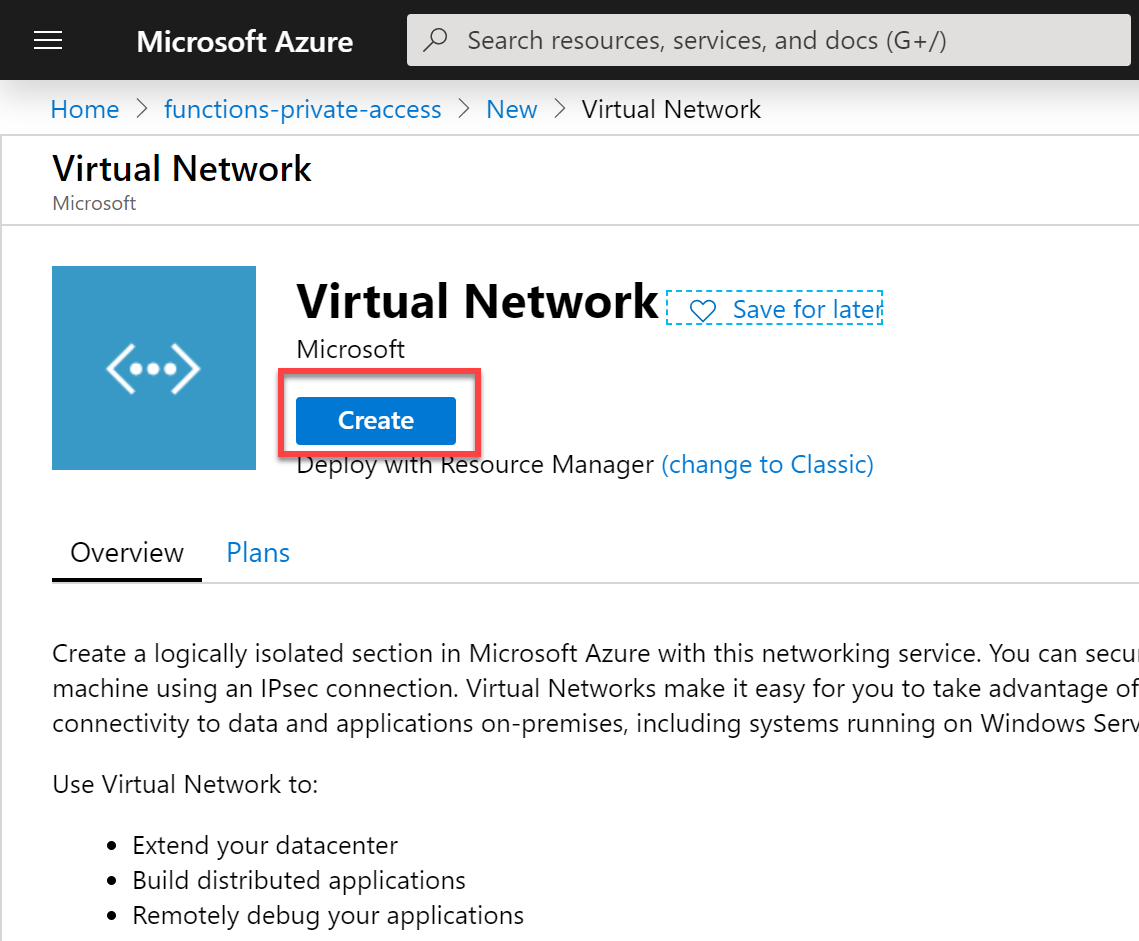 Microsoft Azure
Search resources, services, and docs (G+/)
Home > functions-private-access > New > Virtual Network
Virtual Network
Microsoft
Virtual Network
Save for later
Microsoft
Create
Deploy with Resource Manager (change to Classic)
Overview
Plans
Create a logically isolated section in Microsoft Azure with this networking service. You can secu
machine using an IPsec connection. Virtual Networks make it easy for you to take advantage of
connectivity to data and applications on-premises, including systems running on Windows Serv
Use Virtual Network to:
• Extend your datacenter
• Build distributed applications
• Remotely debug your applications